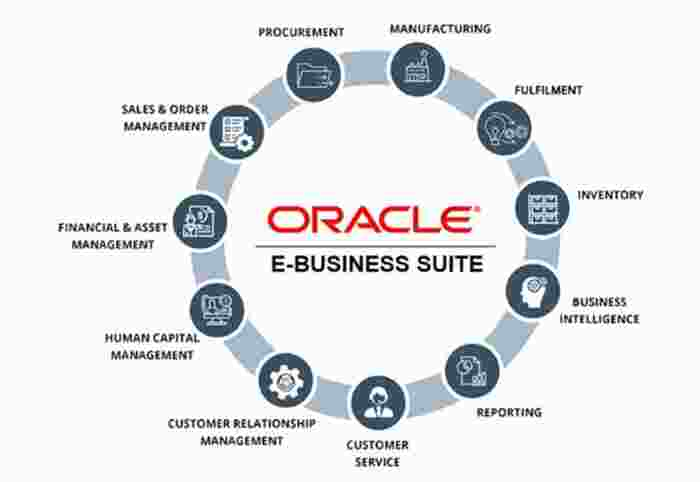 PROCUREMENT
MANUFACTURING
FULFILMENT
INVENTORY
BUSINESS
INTELLIGENCE
REPORTING
CUSTOMER
SERVICE
CUSTOMER RELATIONSHIP
MANAGEMENT
HUMAN CAPITAL
MANAGEMENT
FINANCIAL & ASSET
MANAGEMENT
SALES & ORDER
MANAGEMENT
ORACLE®
E-BUSINESS SUITE